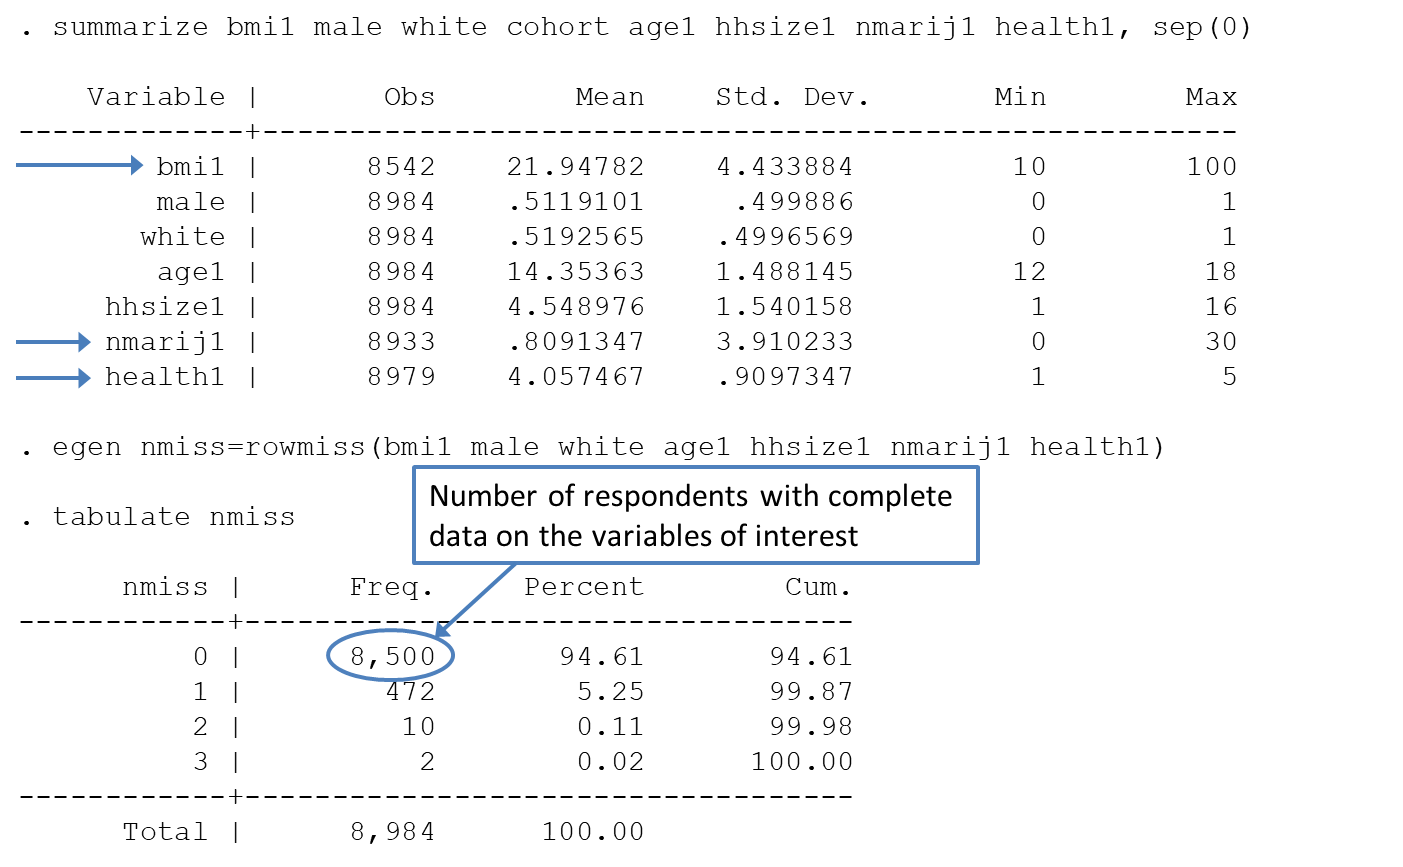 . summarize bmi1 male white cohort age1 hhsize1 nmarij1 health1, sep(0)
Variable | Obs Mean Std. Dev. Min Max
-------------+---------------------------------------------------------
bmi1 | 8542 21.94782 4.433884 10 100
male | 8984 .5119101 .499886 0 1
white | 8984 .5192565 .4996569 0 1
age1 | 8984 14.35363 1.488145 12 18
hhsize1 | 8984 4.548976 1.540158 1 16
nmarij1 | 8933 .8091347 3.910233 0 30
health1 | 8979 4.057467 .9097347 1 5
. egen nmiss=rowmiss(bmi1 male white age1 hhsize1 nmarij1 health1)
Number of respondents with complete
data on the variables of interest
. tabulate nmiss
nmiss | Freq. Percent Cum.
------------+-----------------------------------
0 | 8,500 94.61 94.61
1 | 472 5.25 99.87
2 | 10 0.11 99.98
3 | 2 0.02 100.00
------------+-----------------------------------
Total | 8,984 100.00